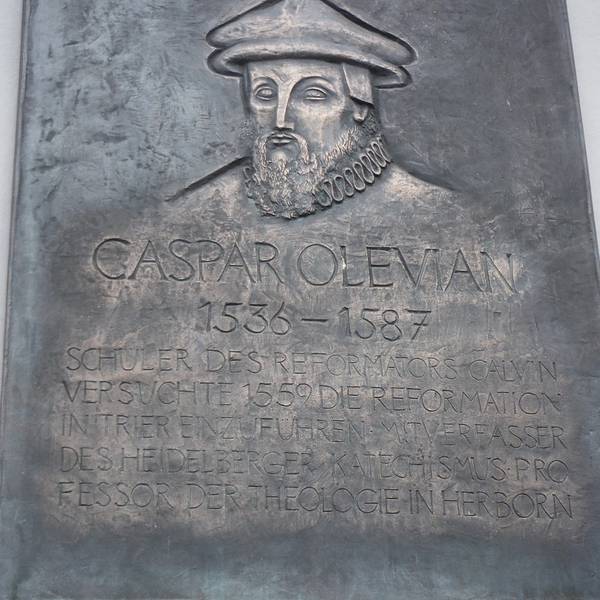 CASPAR OLEVIAN
1536–1587
SCHÜLER DES REFORMATORS CALVIN
VERSUCHTE 1559 DIE REFORMATION
IN TRIER EINZUFÜHREN · MITVERFASSER
DES HEIDELBERGER KATECHISMUS · PRO
FESSOR DER THEOLOGIE IN HERBORN